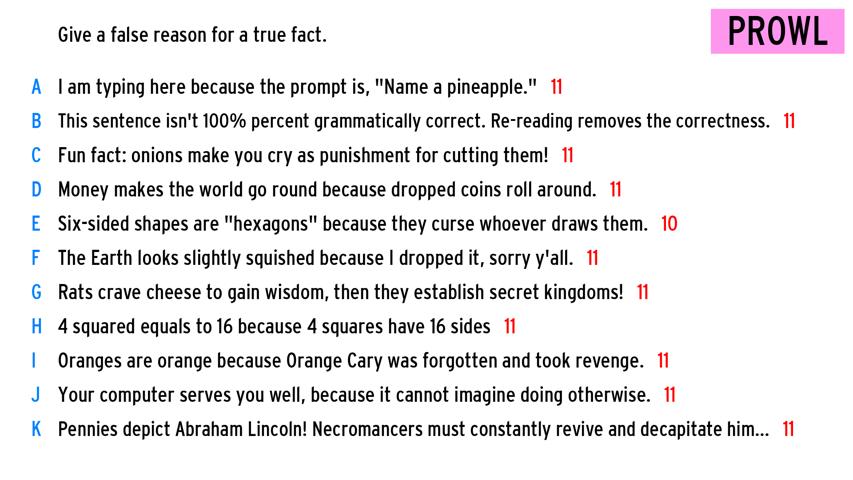 Give a false reason for a true fact.
PROWL
A I am typing here because the prompt is, "Name a pineapple." 11
B This sentence isn't 100% percent grammatically correct. Re-reading removes the correctness. 11
C Fun fact: onions make you cry as punishment for cutting them! 11
D Money makes the world go round because dropped coins roll around. 11
E Six-sided shapes are "hexagons" because they curse whoever draws them. 10
F The Earth looks slightly squished because I dropped it, sorry y'all. 11
G Rats crave cheese to gain wisdom, then they establish secret kingdoms! 11
H 4 squared equals to 16 because 4 squares have 16 sides 11
I Oranges are orange because Orange Cary was forgotten and took revenge. 11
J Your computer serves you well, because it cannot imagine doing otherwise. 11
K Pennies depict Abraham Lincoln! Necromancers must constantly revive and decapitate him... 11